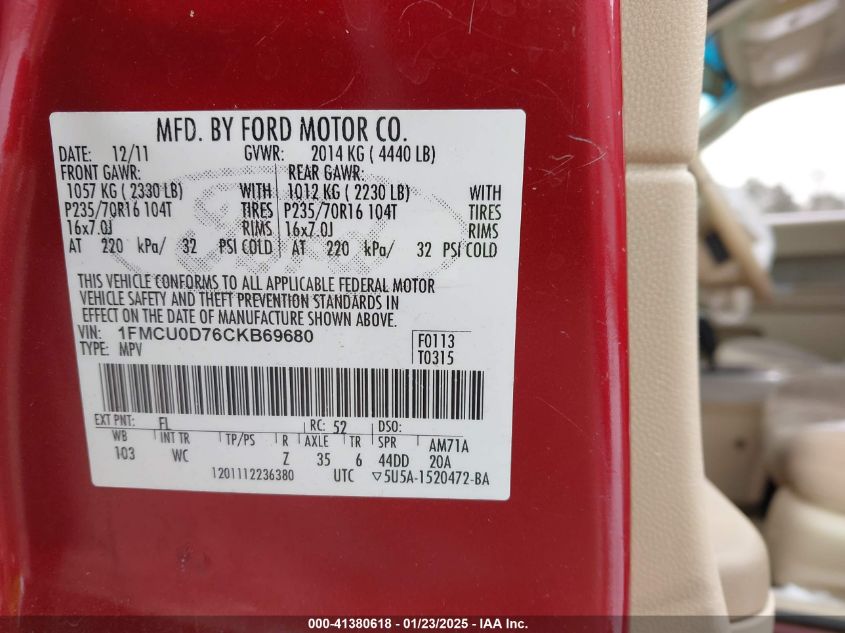 MFD. BY FORD MOTOR CO.
DATE: 12/11 GVWR: 2014 KG ( 4440 LB)
FRONT GAWR: REAR GAWR:
1057 KG ( 2330 LB) WITH 1012 KG ( 2230 LB) WITH
P235/70R16 104T TIRES P235/70R16 104T TIRES
16x7.0J RIMS 16x7.0J RIMS
AT 220 kPa/ 32 PSI COLD AT 220 kPa/ 32 PSI COLD
THIS VEHICLE CONFORMS TO ALL APPLICABLE FEDERAL MOTOR
VEHICLE SAFETY AND THEFT PREVENTION STANDARDS IN
EFFECT ON THE DATE OF MANUFACTURE SHOWN ABOVE.
VIN: 1FMCU0D76CKB69680 F0113
TYPE: MPV T0315
EXT PNT: FL RC: 52 DSO:
WB INT TR TP/PS R AXLE TR SPR AM71A
103 WC Z 35 6 44DD 20A
1201112236380 UTC ▽5U5A-1520472-BA
000-41380618 - 01/23/2025 - IAA Inc.